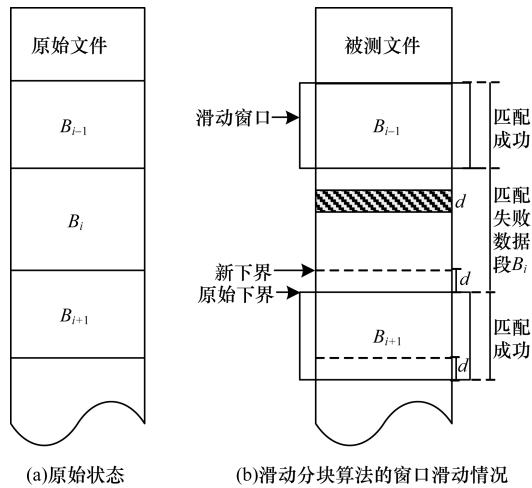 原始文件
B_{i-1}
B_i
B_{i+1}
(a)原始状态
被测文件
滑动窗口
B_{i-1}
匹配
成功
d
匹配
失败
数据
段B_i
新下界
d
原始下界
B_{i+1}
匹配
成功
d
(b)滑动分块算法的窗口滑动情况